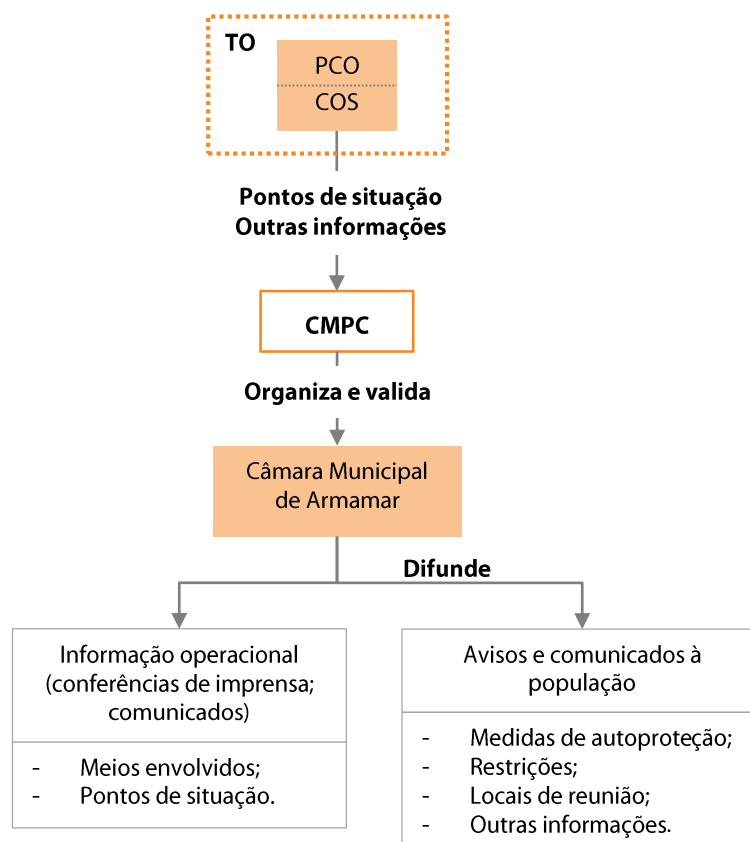 TO
PCO
COS
Pontos de situação
Outras informações
CMPC
Organiza e valida
Câmara Municipal
de Armamar
Difunde
Informação operacional
(conferências de imprensa;
comunicados)
- Meios envolvidos;
- Pontos de situação.
Avisos e comunicados à
população
- Medidas de autoproteção;
- Restrições;
- Locais de reunião;
- Outras informações.